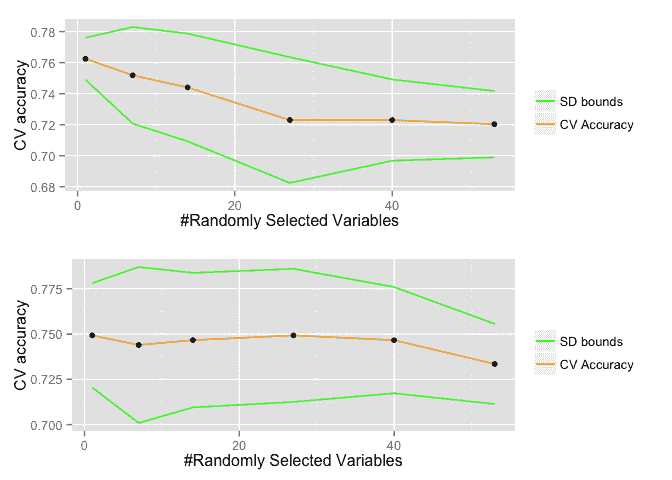 0.78
0.76
0.74
0.72
0.70
0.68
CV accuracy
0
20
40
#Randomly Selected Variables
SD bounds
CV Accuracy
0.775
0.750
0.725
0.700
CV accuracy
0
20
40
#Randomly Selected Variables
SD bounds
CV Accuracy